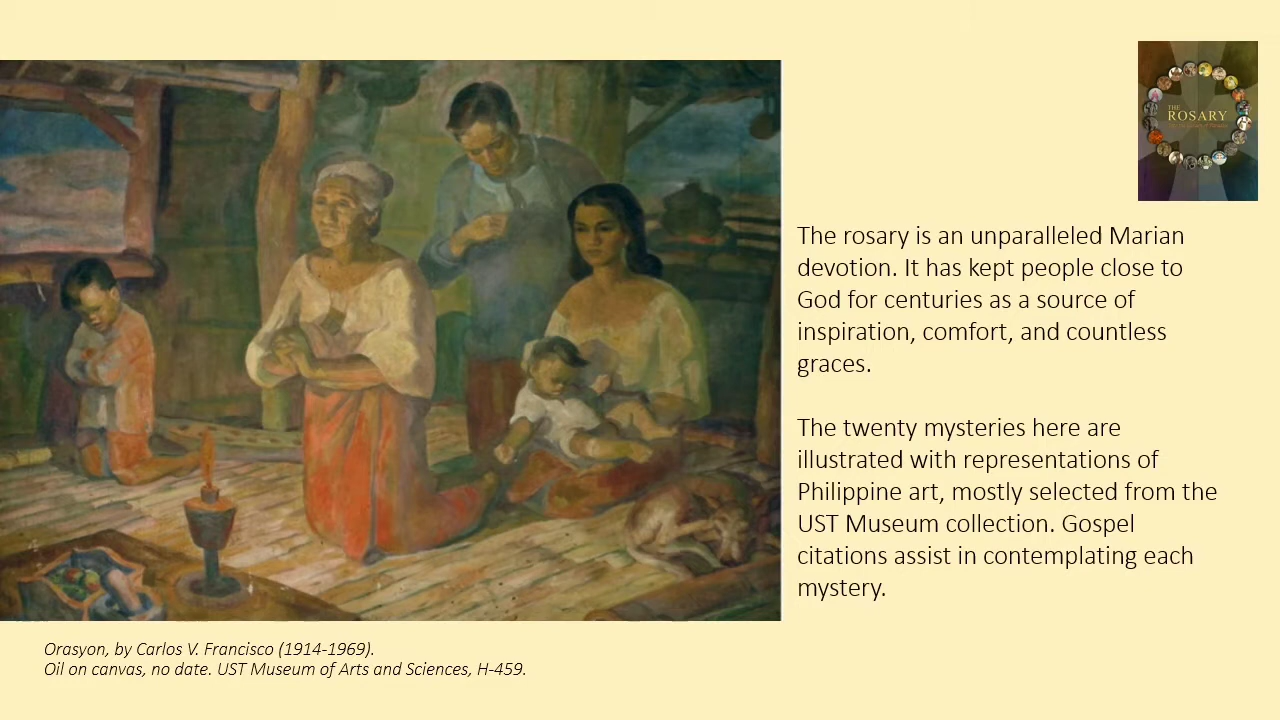 THE
ROSARY
The rosary is an unparalleled Marian
devotion. It has kept people close to
God for centuries as a source of
inspiration, comfort, and countless
graces.
The twenty mysteries here are
illustrated with representations of
Philippine art, mostly selected from the
UST Museum collection. Gospel
citations assist in contemplating each
mystery.
Orasyon, by Carlos V. Francisco (1914-1969).
Oil on canvas, no date. UST Museum of Arts and Sciences, H-459.